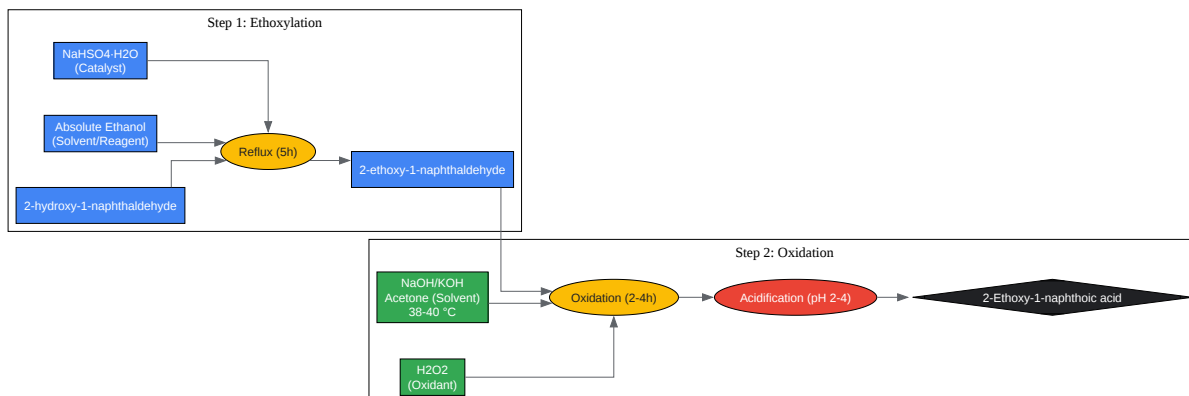 Step 1: Ethoxylation
NaHSO4·H2O
(Catalyst)
Absolute Ethanol
(Solvent/Reagent)
Reflux (5h)
2-ethoxy-1-naphthaldehyde
2-hydroxy-1-naphthaldehyde
Step 2: Oxidation
NaOH/KOH
Acetone (Solvent)
38-40 °C
Oxidation (2-4h)
Acidification (pH 2-4)
2-Ethoxy-1-naphthoic acid
H2O2
(Oxidant)